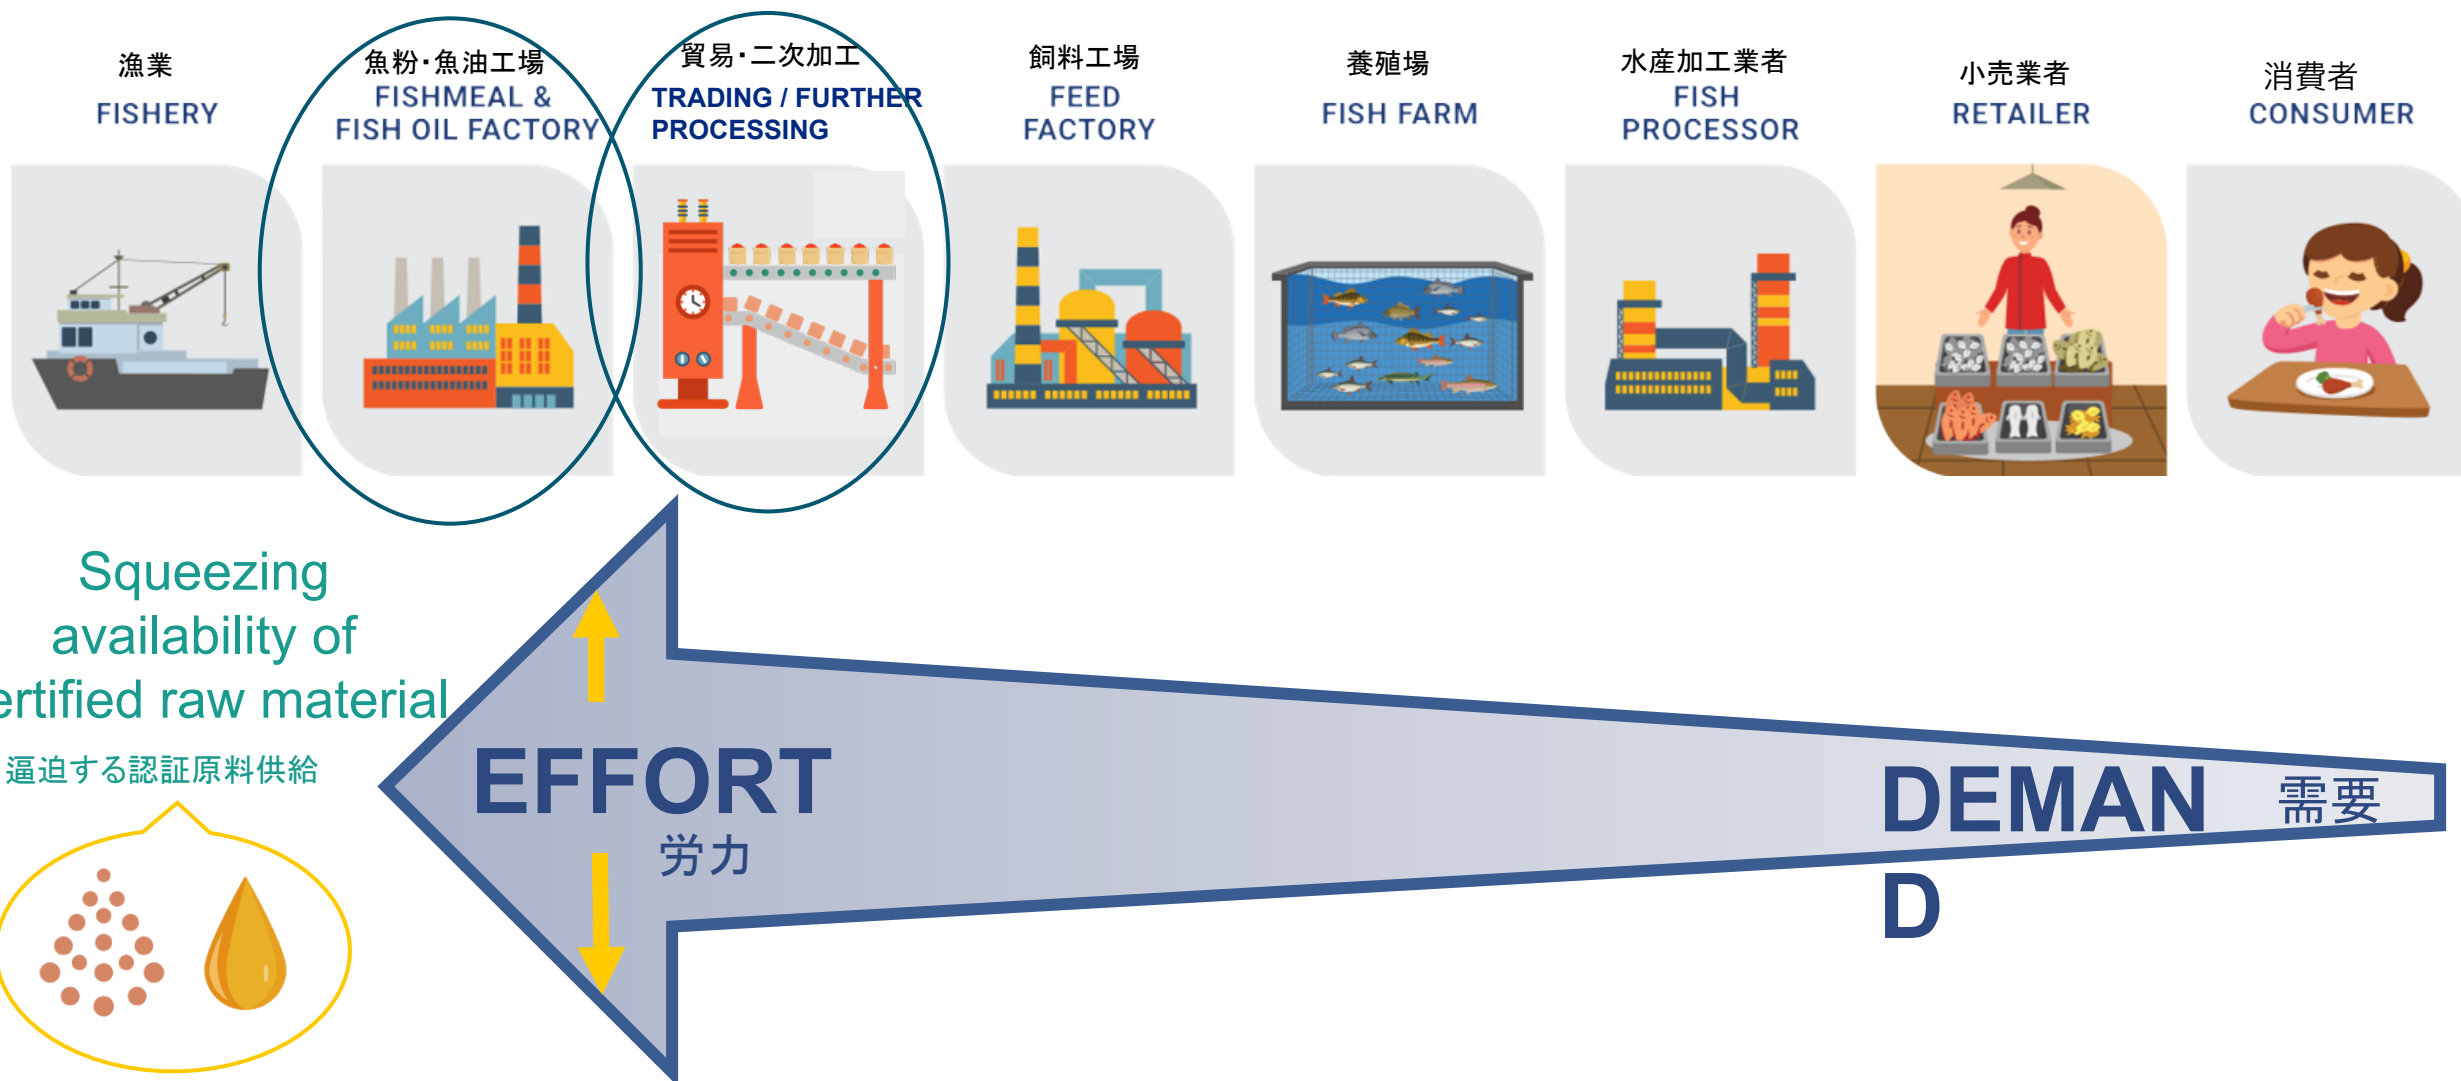 漁業
FISHERY
魚粉・魚油工場
FISHMEAL &
FISH OIL FACTORY
貿易・二次加工
TRADING / FURTHER
PROCESSING
飼料工場
FEED
FACTORY
養殖場
FISH FARM
水産加工業者
FISH
PROCESSOR
小売業者
RETAILER
消費者
CONSUMER
Squeezing
availability of
ertified raw material
逼迫する認証原料供給
EFFORT
労力
DEMAN
D
需要